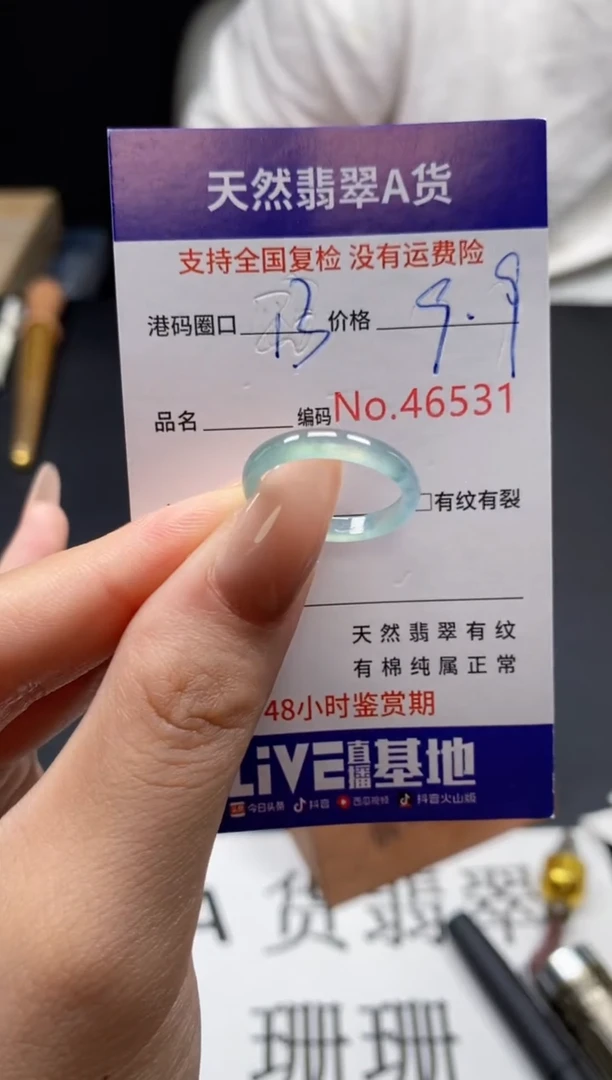 天然翡翠A货
支持全国复检 没有运费险
港码圈口 13 价格 9.9
品名 编码 No.46531
□有纹有裂
天然翡翠有纹
有棉纯属正常
48小时鉴赏期
LiVE直播基地
今日头条 抖音 西瓜视频 抖音火山版
A 货翡翠
珊珊